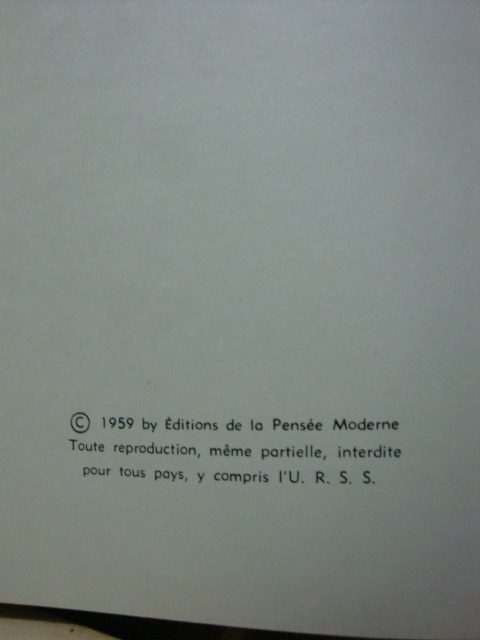 © 1959 by Éditions de la Pensée Moderne
Toute reproduction, même partielle, interdite
pour tous pays, y compris l'U. R. S. S.